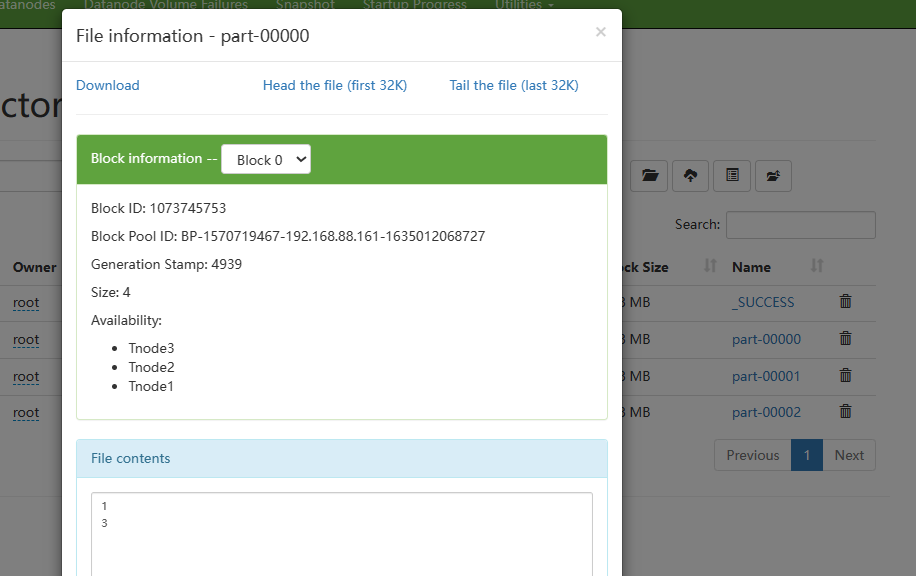 atanodes Datanode Volume Failures Snapshot Startup Progress Utilities
File information - part-00000 ×
Download Head the file (first 32K) Tail the file (last 32K)
ctor
Block information -- Block 0
Block ID: 1073745753
Block Pool ID: BP-1570719467-192.168.88.161-1635012068727
Search:
Generation Stamp: 4939
Owner ck Size Name
Size: 4
root 3 MB _SUCCESS
Availability:
Tnode3
root 3 MB part-00000
Tnode2
root 3 MB part-00001
Tnode1
root 3 MB part-00002
Previous 1 Next
File contents
1
3